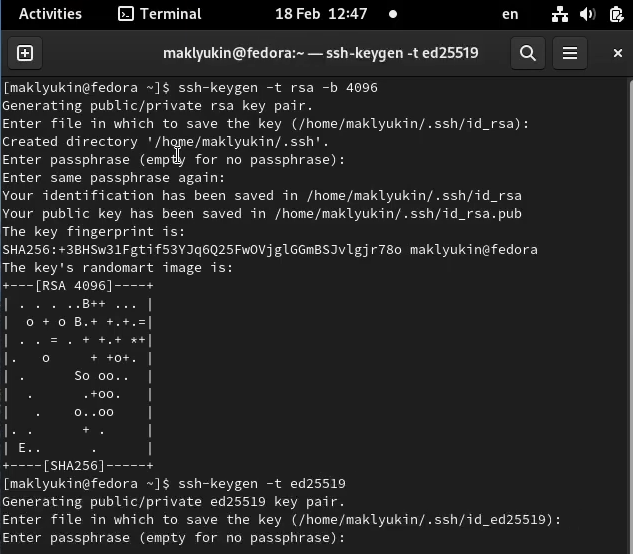 Activities Terminal 18 Feb 12:47 en
maklyukin@fedora:~ — ssh-keygen -t ed25519
[maklyukin@fedora ~]$ ssh-keygen -t rsa -b 4096
Generating public/private rsa key pair.
Enter file in which to save the key (/home/maklyukin/.ssh/id_rsa):
Created directory '/home/maklyukin/.ssh'.
Enter passphrase (empty for no passphrase):
Enter same passphrase again:
Your identification has been saved in /home/maklyukin/.ssh/id_rsa
Your public key has been saved in /home/maklyukin/.ssh/id_rsa.pub
The key fingerprint is:
SHA256:+3BHSw31Fgtif53YJq6Q25FwOVjglGGmBSJvlgjr78o maklyukin@fedora
The key's randomart image is:
+---[RSA 4096]----+
| . . . ..B++ ... |
|  o + o B.+ +.+.=|
| . . = . + +.+ *+|
|.   o     + +o+. |
| .      So oo..  |
|  .      .+oo.   |
|   .    o..oo    |
|. .      + .     |
| E..      .      |
+----[SHA256]-----+
[maklyukin@fedora ~]$ ssh-keygen -t ed25519
Generating public/private ed25519 key pair.
Enter file in which to save the key (/home/maklyukin/.ssh/id_ed25519):
Enter passphrase (empty for no passphrase):